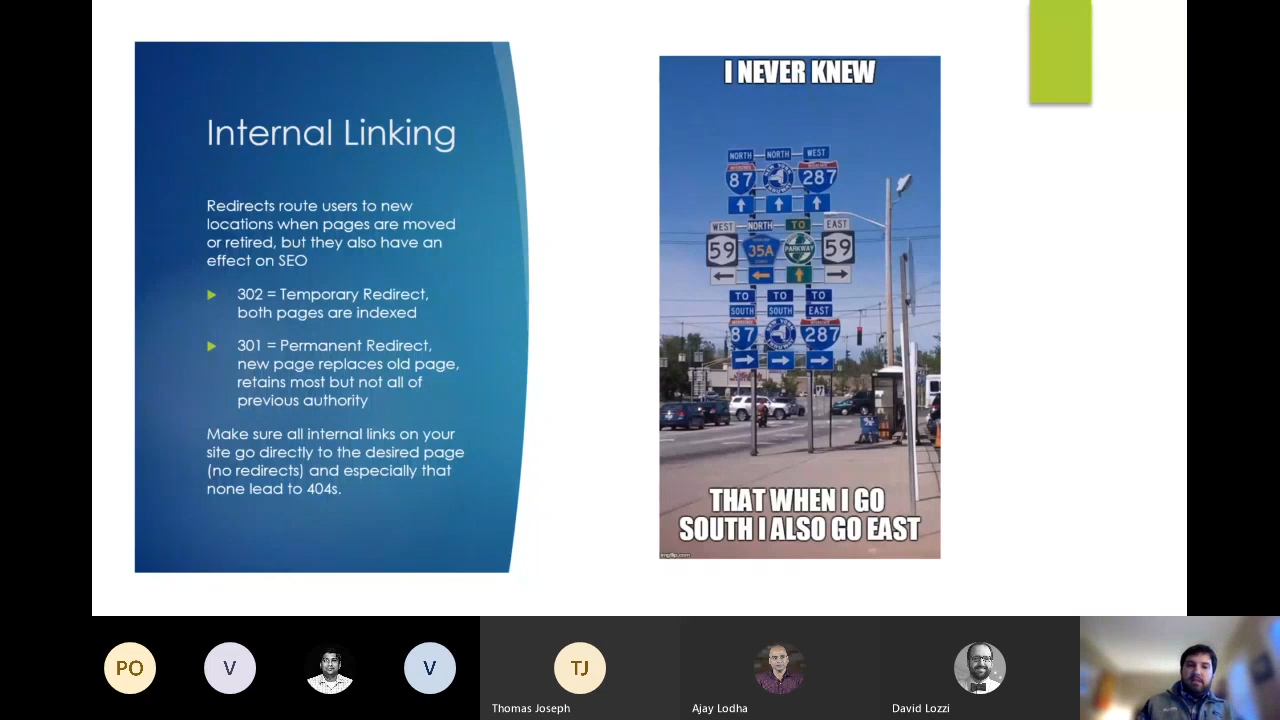 Internal Linking
Redirects route users to new
locations when pages are moved
or retired, but they also have an
effect on SEO
302 = Temporary Redirect,
both pages are indexed
301 = Permanent Redirect,
new page replaces old page,
retains most but not all of
previous authority
Make sure all internal links on your
site go directly to the desired page
(no redirects) and especially that
none lead to 404s.
I NEVER KNEW
NORTH NORTH WEST
87 287
WEST NORTH TO EAST
59 35A PARKWAY 59
TO TO TO
SOUTH SOUTH EAST
87 287
THAT WHEN I GO
SOUTH I ALSO GO EAST
imgflip.com
PO V V TJ
Thomas Joseph Ajay Lodha David Lozzi